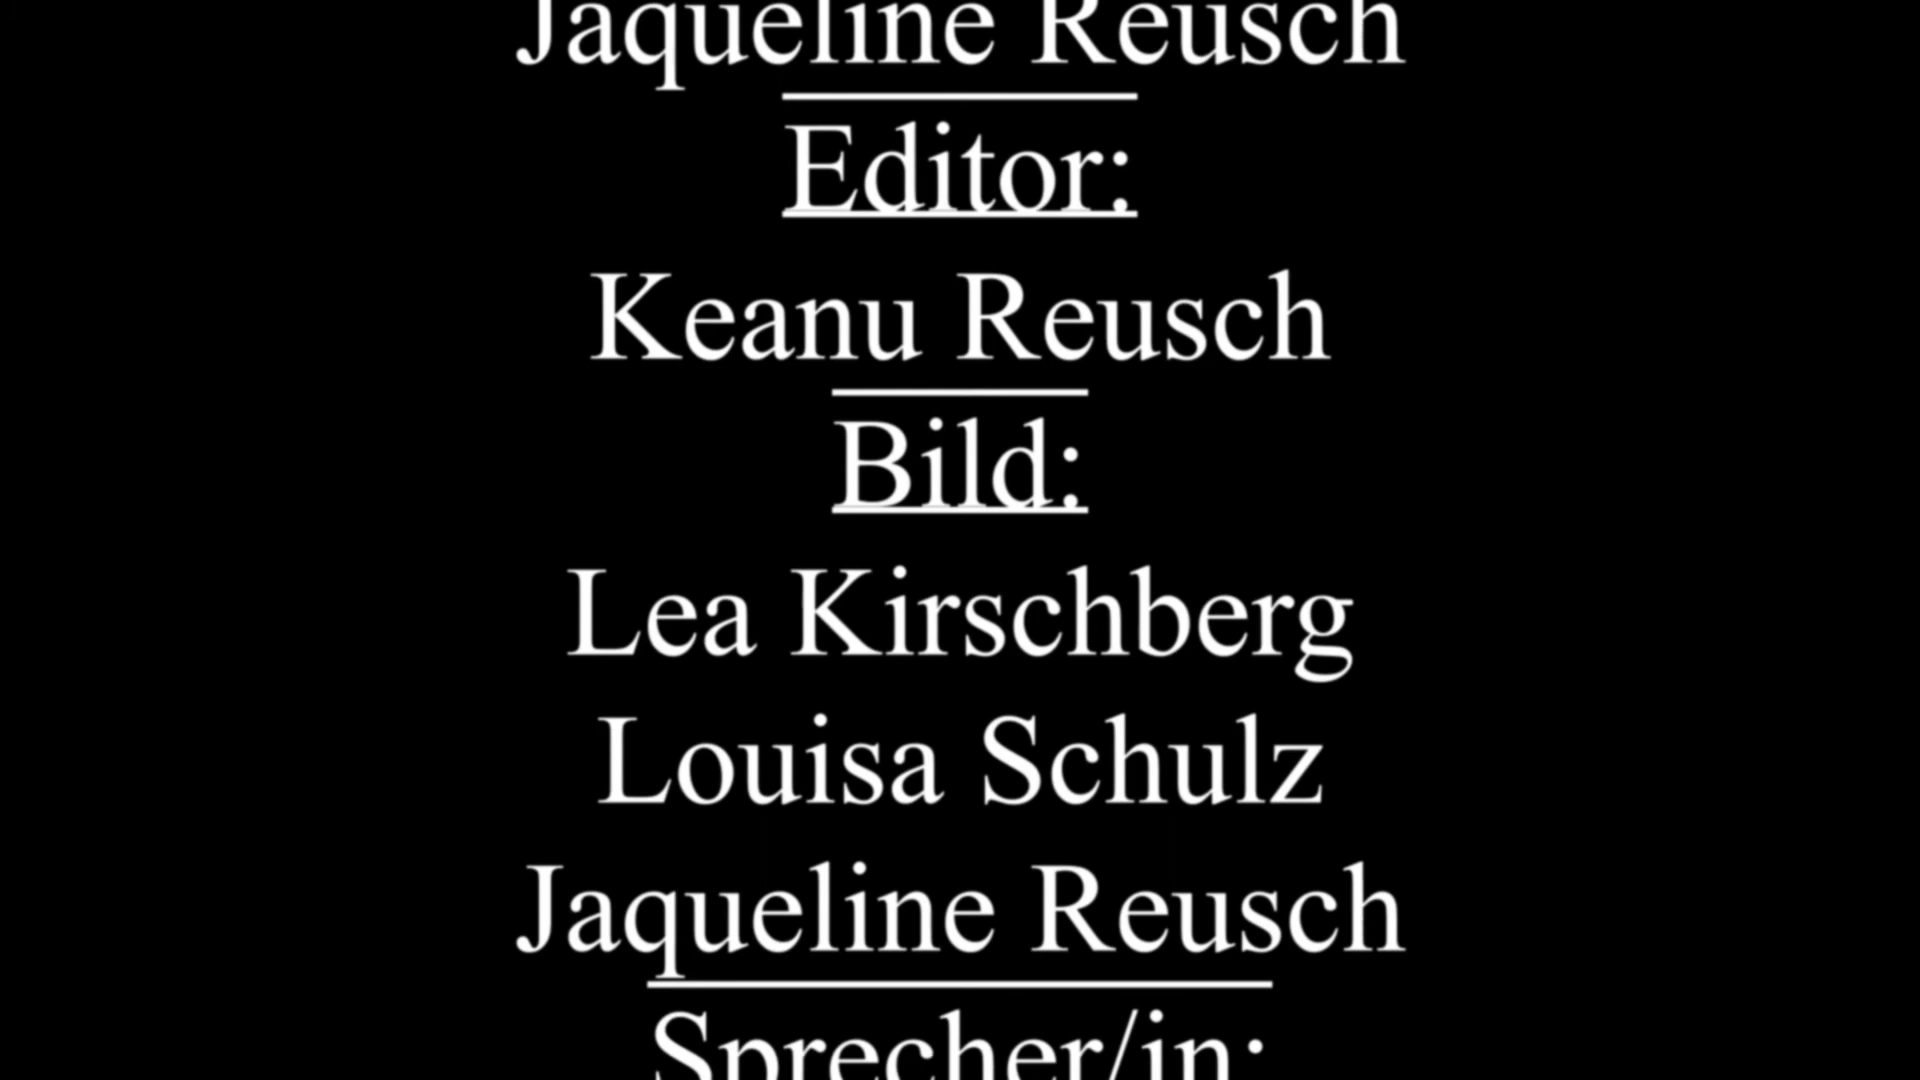 Jaqueline Reusch
Editor:
Keanu Reusch
Bild:
Lea Kirschberg
Louisa Schulz
Jaqueline Reusch
Sprecher/in: